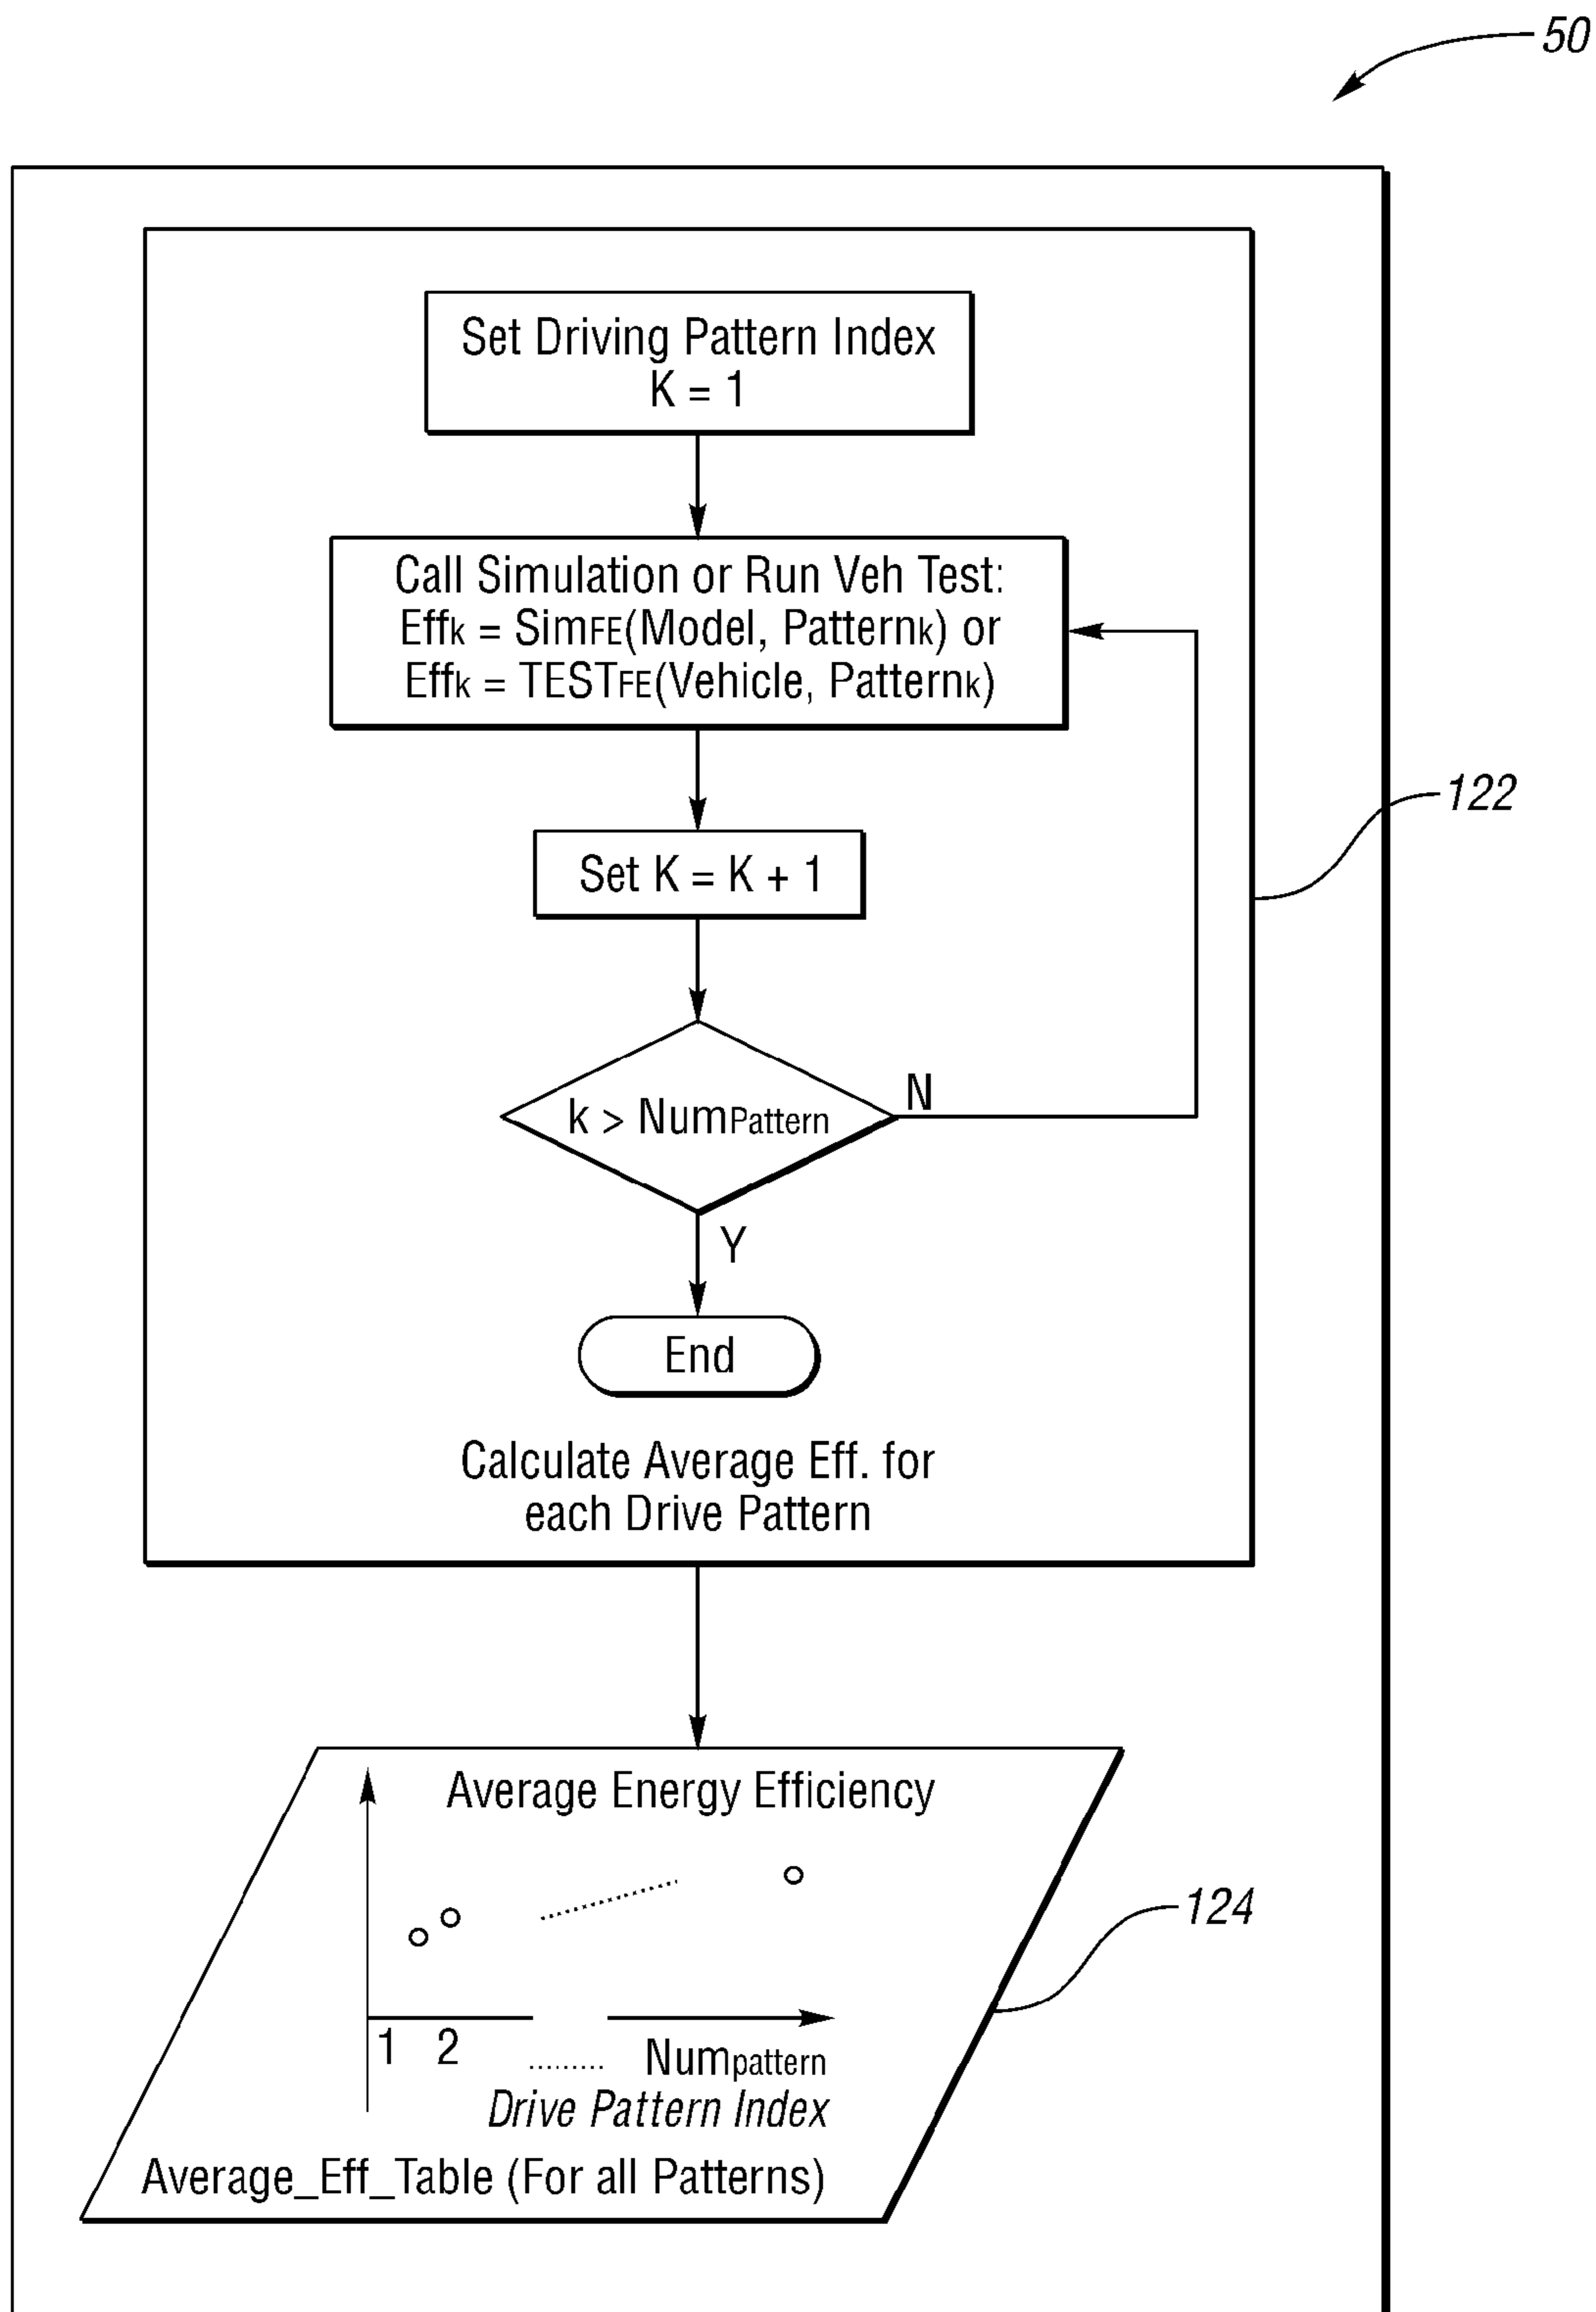 50
Set Driving Pattern Index
K = 1
Call Simulation or Run Veh Test:
Effk = SimFE(Model, Patternk) or
Effk = TESTFE(Vehicle, Patternk)
122
Set K = K + 1
k > NumPattern
N
Y
End
Calculate Average Eff. for
each Drive Pattern
Average Energy Efficiency
124
1 2 ......... Numpattern
Drive Pattern Index
Average_Eff_Table (For all Patterns)